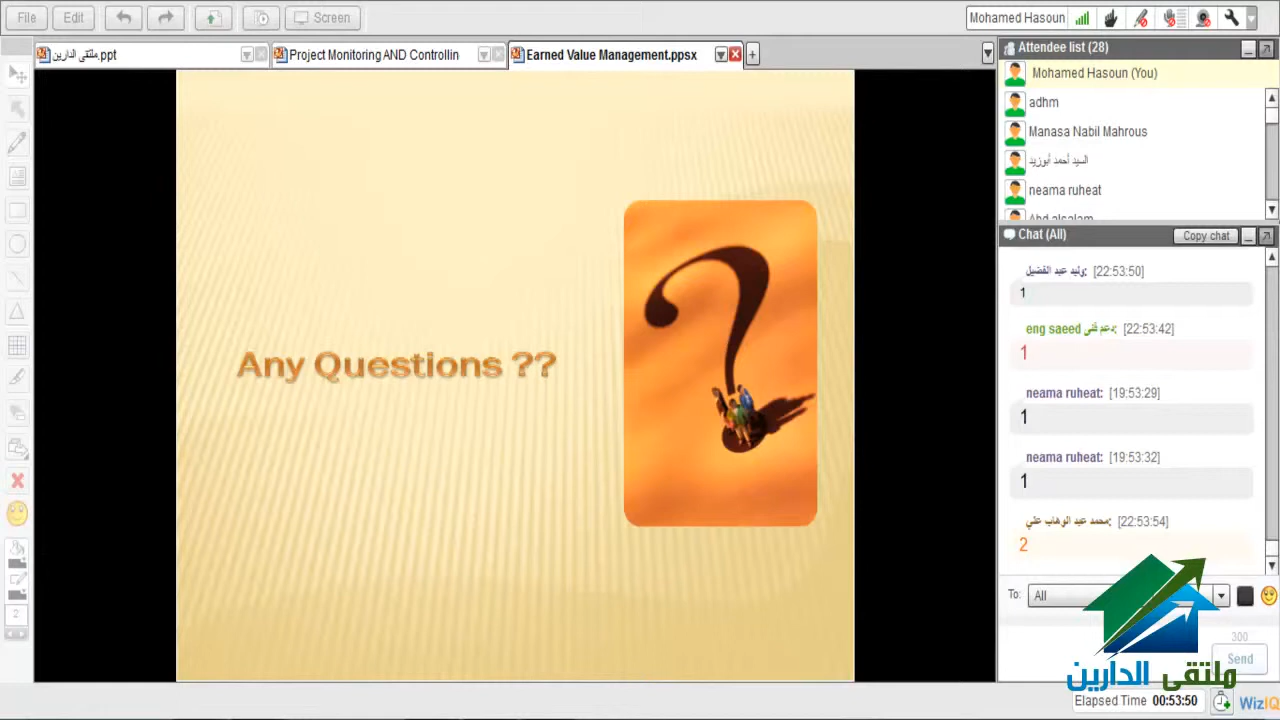 File Edit Screen
Mohamed Hasoun
ملتقى الدارين.ppt
Project Monitoring AND Controllin
Earned Value Management.ppsx
Any Questions ??
2
Attendee list (28)
Mohamed Hasoun (You)
adhm
Manasa Nabil Mahrous
السيد أحمد أبوزيد
neama ruheat
Abd alsalam
Chat (All)
Copy chat
وليد عبد الفضيل: [22:53:50]
1
eng saeed دعم فنى: [22:53:42]
1
neama ruheat: [19:53:29]
1
neama ruheat: [19:53:32]
1
محمد عبد الوهاب علي: [22:53:54]
2
To: All
300
Send
ملتقى الدارين
Elapsed Time 00:53:50
WizIQ